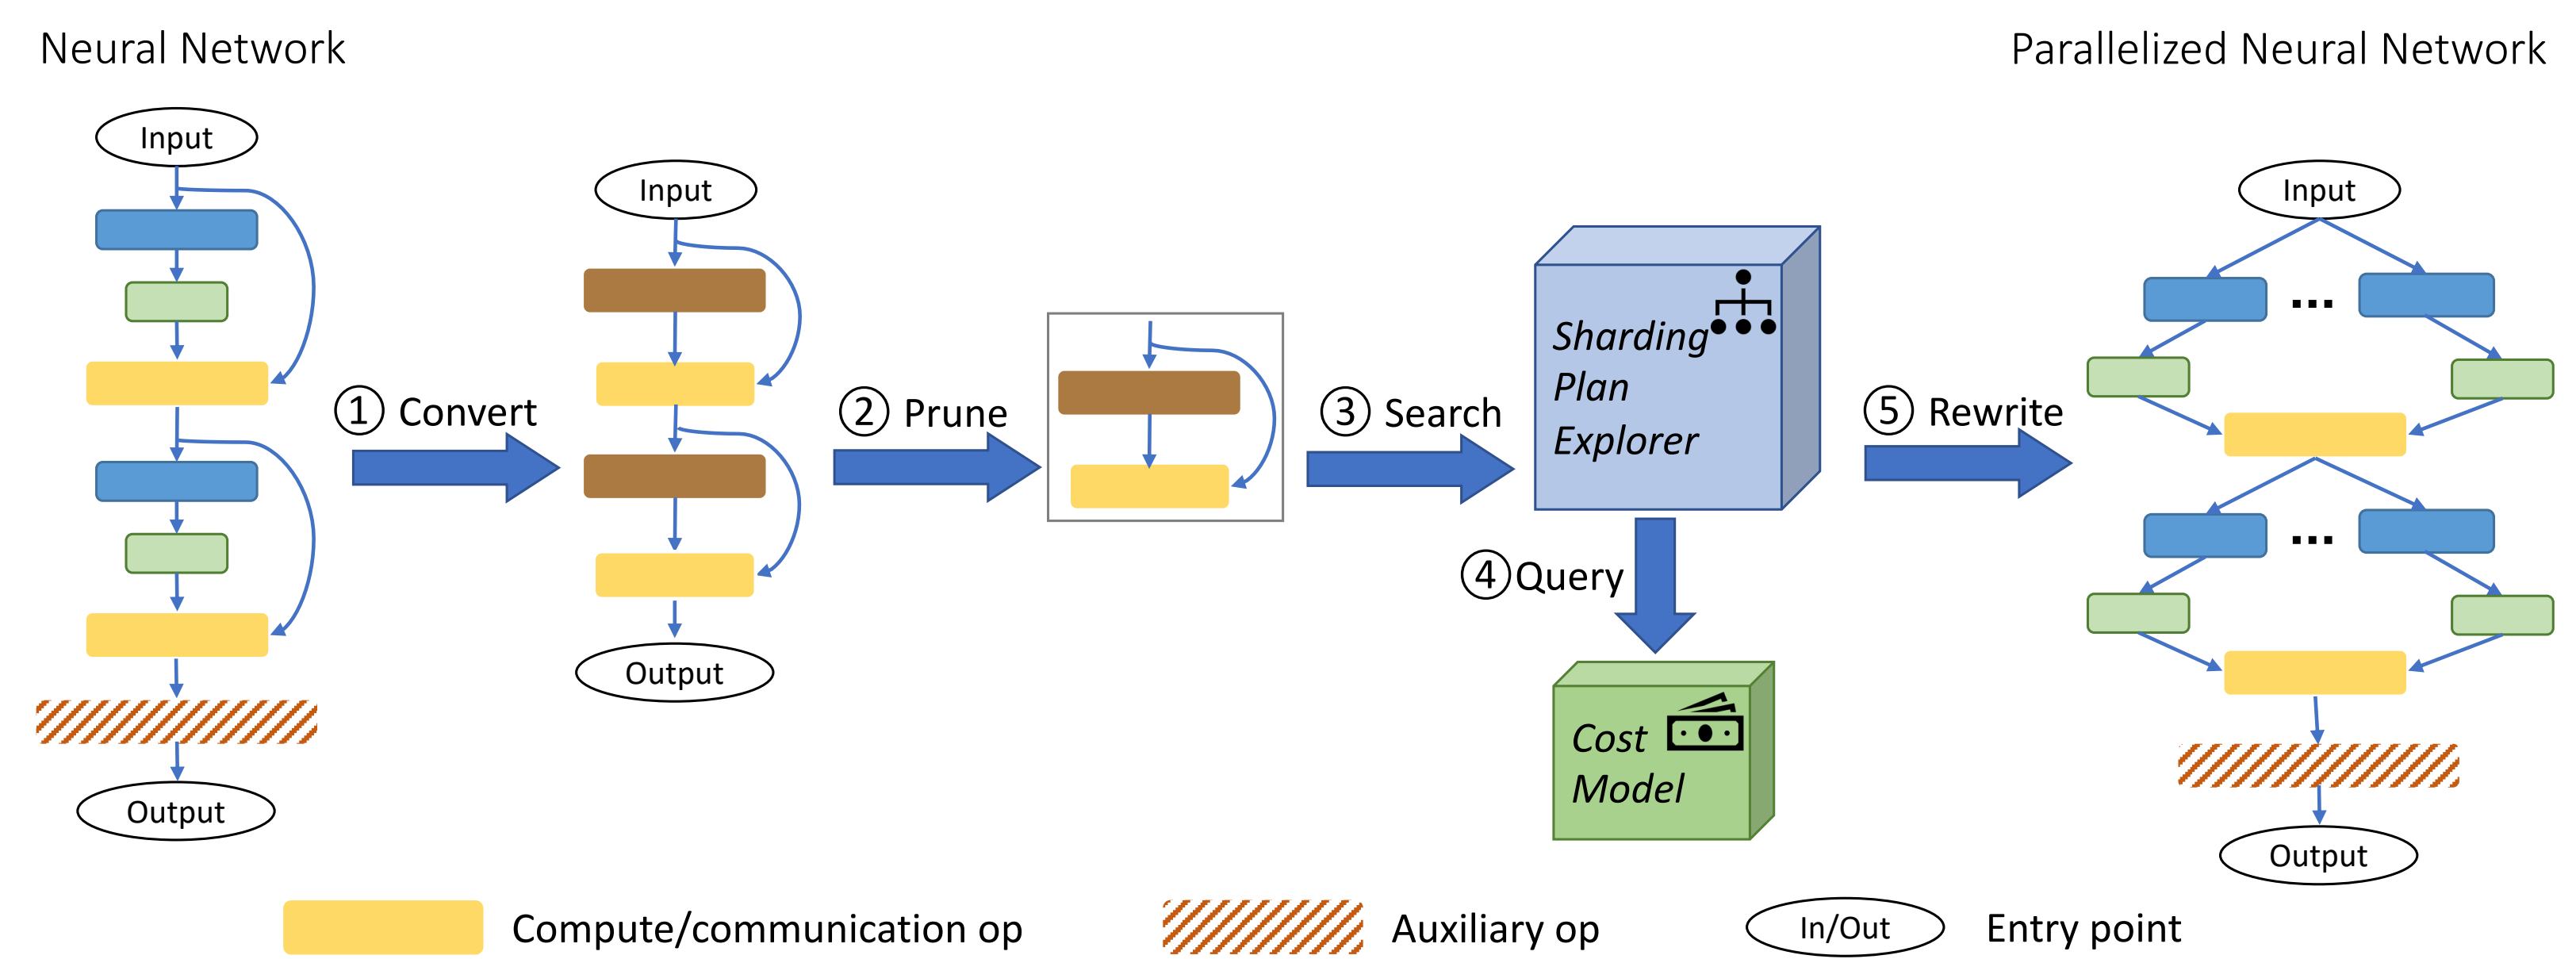 Neural Network
Parallelized Neural Network
Input
Input
Input
① Convert
② Prune
③ Search
Sharding
Plan
Explorer
⑤ Rewrite
④ Query
Output
Cost
Model
Output
Output
Compute/communication op
Auxiliary op
In/Out
Entry point